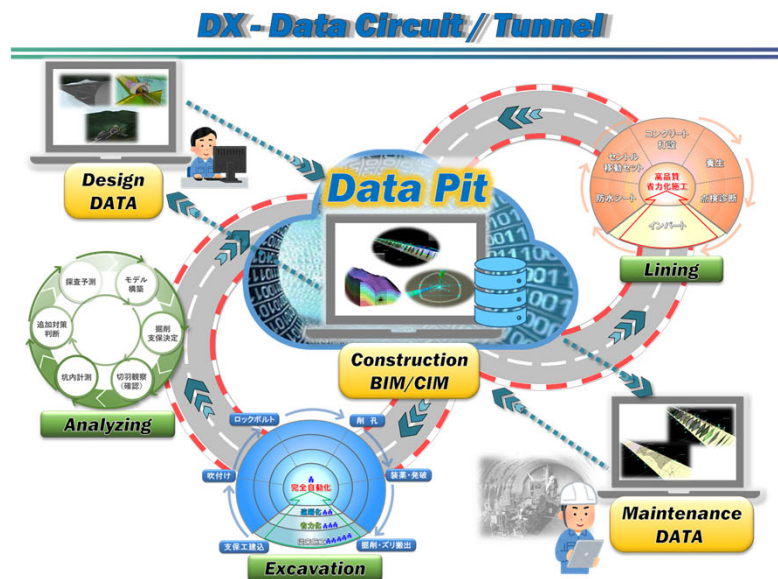 DX - Data Circuit / Tunnel
Design
DATA
Data Pit
Construction
BIM/CIM
コンクリート
打設
養生
点検診断
インバート
防水シート
セントル
移動セット
高品質
省力化施工
Lining
探査予測
モデル
構築
掘削
支保決定
切羽観察
(確認)
坑内計測
追加対策
判断
Analyzing
ロックボルト
削 孔
装薬・発破
掘削・ズリ搬出
支保工建込
吹付け
完全自動化
省力化
Excavation
Maintenance
DATA